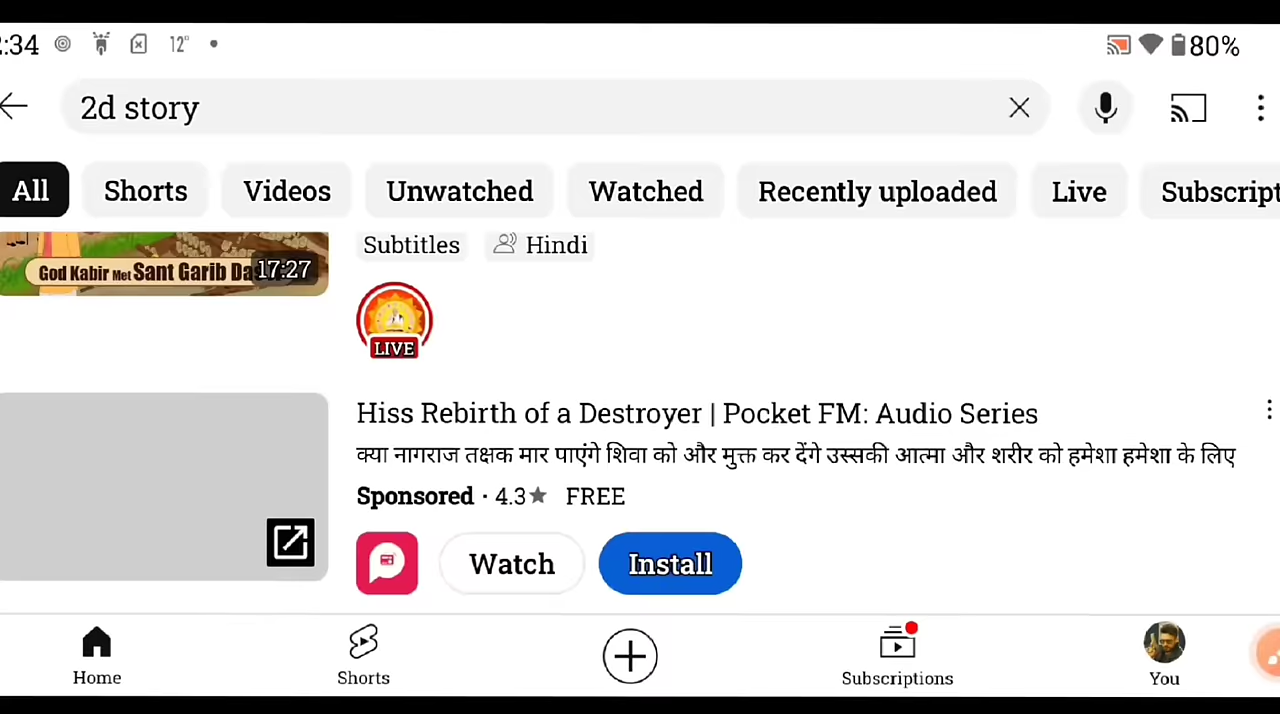 :34 12° 80%
2d story
All Shorts Videos Unwatched Watched Recently uploaded Live Subscript
God Kabir Met Sant Garib Da 17:27
Subtitles Hindi
LIVE
Hiss Rebirth of a Destroyer | Pocket FM: Audio Series
क्या नागराज तक्षक मार पाएंगे शिवा को और मुक्त कर देंगे उस्सकी आत्मा और शरीर को हमेशा हमेशा के लिए
Sponsored · 4.3★ FREE
Watch Install
Home Shorts Subscriptions You